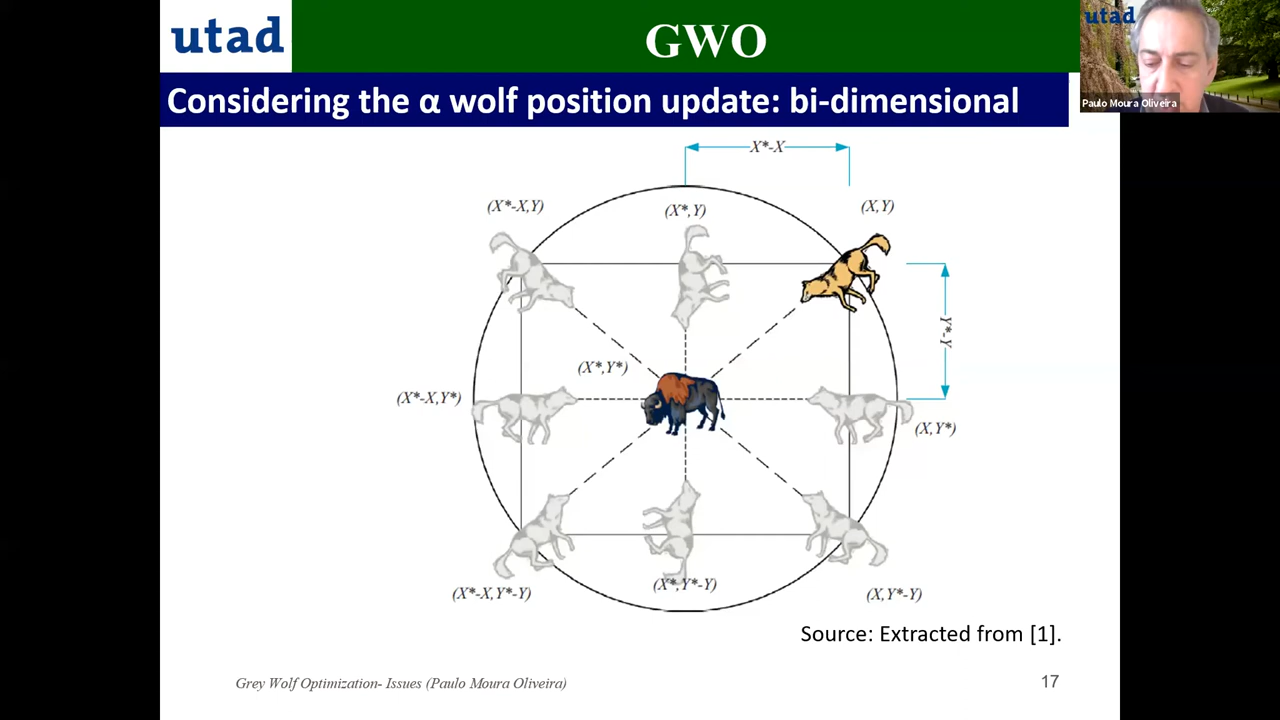 utad
GWO
utad
Paulo Moura Oliveira
Considering the α wolf position update: bi-dimensional
X*-X
(X*-X,Y)
(X*,Y)
(X,Y)
Y*-Y
(X*,Y*)
(X*-X,Y*)
(X,Y*)
(X*-X,Y*-Y)
(X*,Y*-Y)
(X,Y*-Y)
Source: Extracted from [1].
Grey Wolf Optimization- Issues (Paulo Moura Oliveira)
17